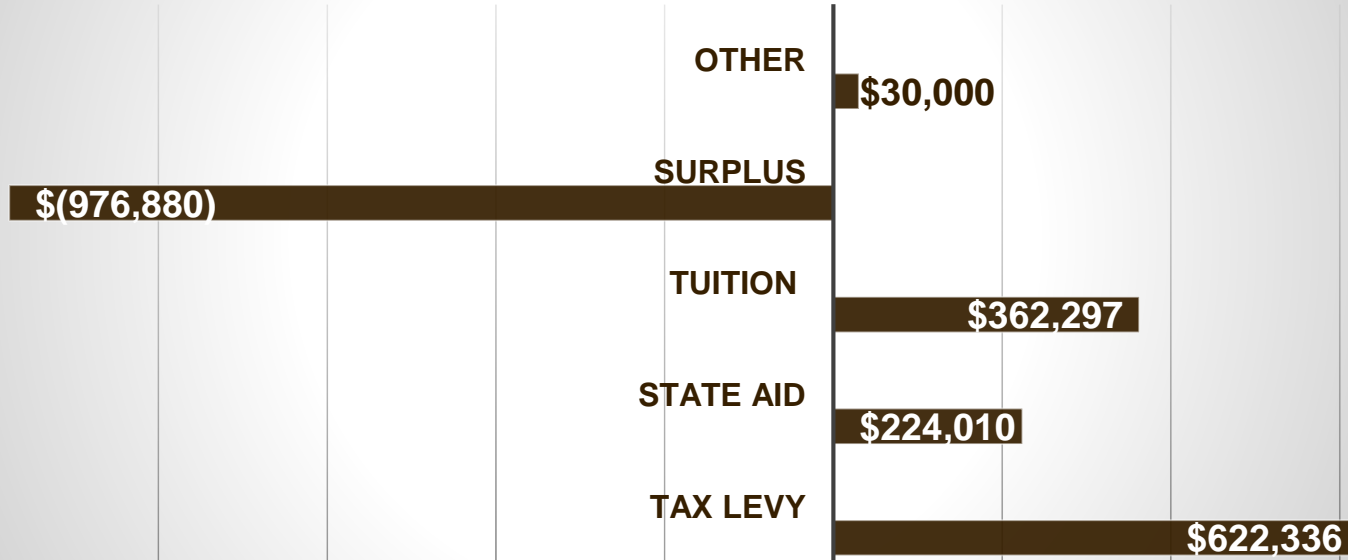 OTHER
$30,000
SURPLUS
$(976,880)
TUITION
$362,297
STATE AID
$224,010
TAX LEVY
$622,336